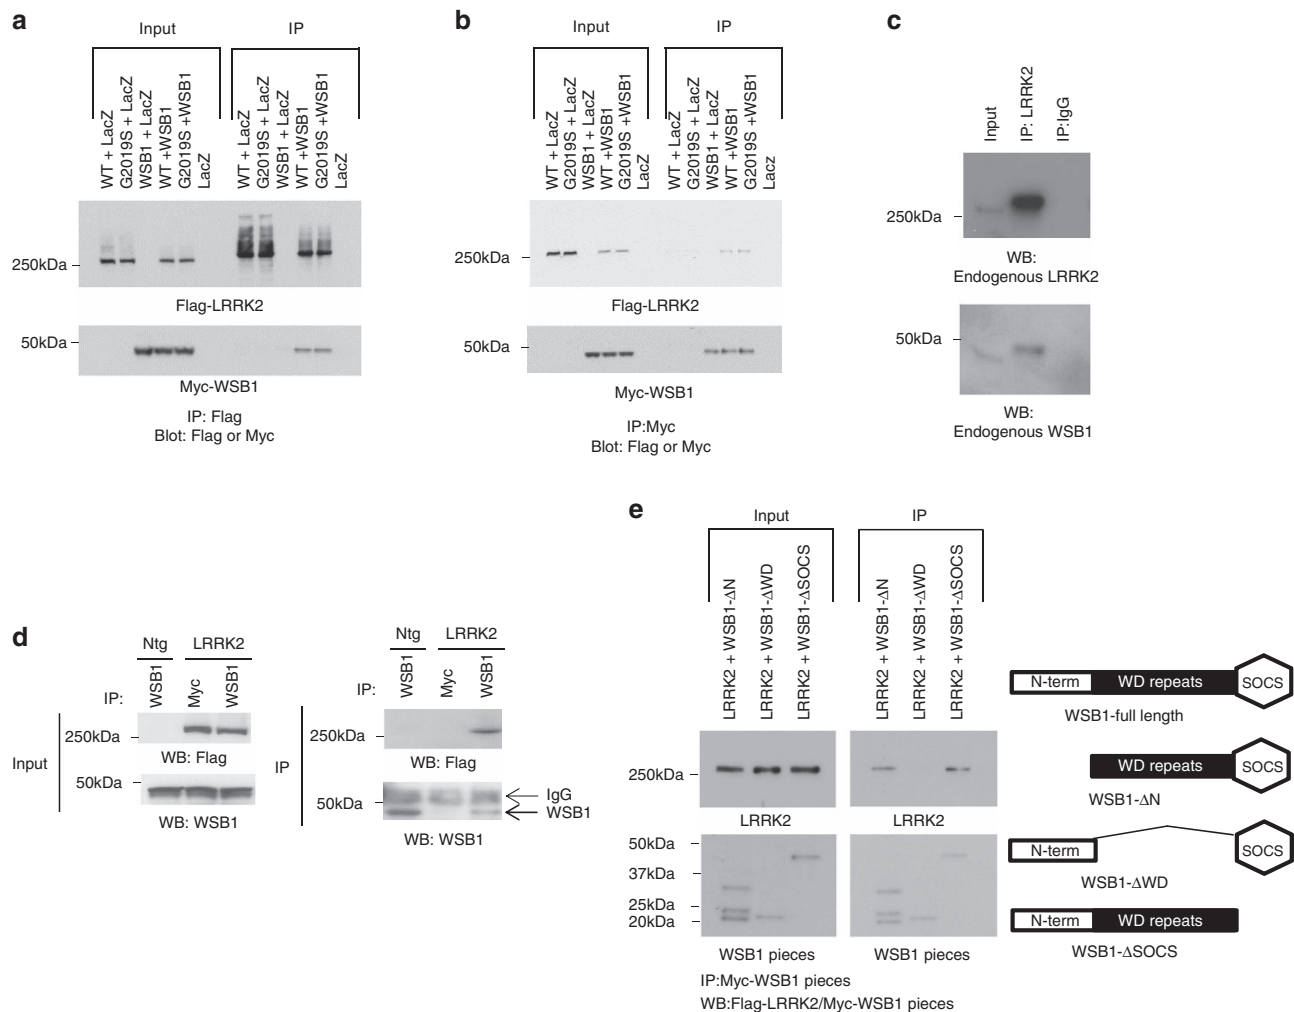 a
Input
IP
WT + LacZ
G2019S + LacZ
WSB1 + LacZ
WT +WSB1
G2019S +WSB1
LacZ
WT + LacZ
G2019S + LacZ
WSB1 + LacZ
WT +WSB1
G2019S +WSB1
LacZ
250kDa
Flag-LRRK2
50kDa
Myc-WSB1
IP: Flag
Blot: Flag or Myc
b
Input
IP
WT + LacZ
G2019S + LacZ
WSB1 + LacZ
WT +WSB1
G2019S +WSB1
LacZ
WT + LacZ
G2019S + LacZ
WSB1 + LacZ
WT +WSB1
G2019S +WSB1
Lacz
250kDa
Flag-LRRK2
50kDa
Myc-WSB1
IP:Myc
Blot: Flag or Myc
c
Input
IP: LRRK2
IP:IgG
250kDa
WB:
Endogenous LRRK2
50kDa
WB:
Endogenous WSB1
d
Ntg
LRRK2
IP:
WSB1
Myc
WSB1
Input
250kDa
WB: Flag
50kDa
WB: WSB1
Ntg
LRRK2
IP:
WSB1
Myc
WSB1
IP
250kDa
WB: Flag
50kDa
IgG
WSB1
WB: WSB1
e
Input
IP
LRRK2 + WSB1-ΔN
LRRK2 + WSB1-ΔWD
LRRK2 + WSB1-ΔSOCS
LRRK2 + WSB1-ΔN
LRRK2 + WSB1-ΔWD
LRRK2 + WSB1-ΔSOCS
250kDa
LRRK2
LRRK2
50kDa
37kDa
25kDa
20kDa
WSB1 pieces
WSB1 pieces
IP:Myc-WSB1 pieces
WB:Flag-LRRK2/Myc-WSB1 pieces
N-term
WD repeats
SOCS
WSB1-full length
WD repeats
SOCS
WSB1-ΔN
N-term
SOCS
WSB1-ΔWD
N-term
WD repeats
WSB1-ΔSOCS